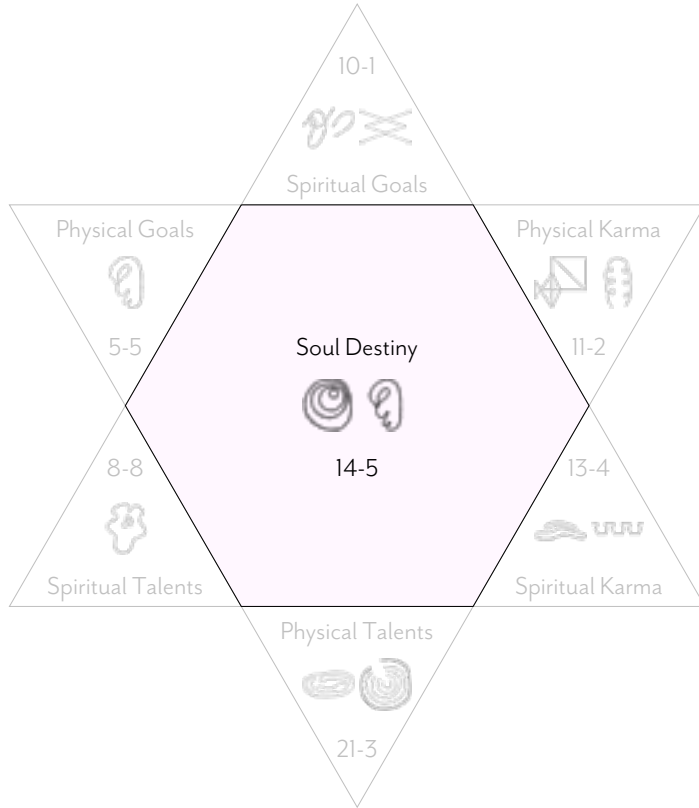 10-1
Spiritual Goals
Physical Goals
Physical Karma
5-5
Soul Destiny
11-2
8-8
14-5
13-4
Spiritual Talents
Spiritual Karma
Physical Talents
21-3